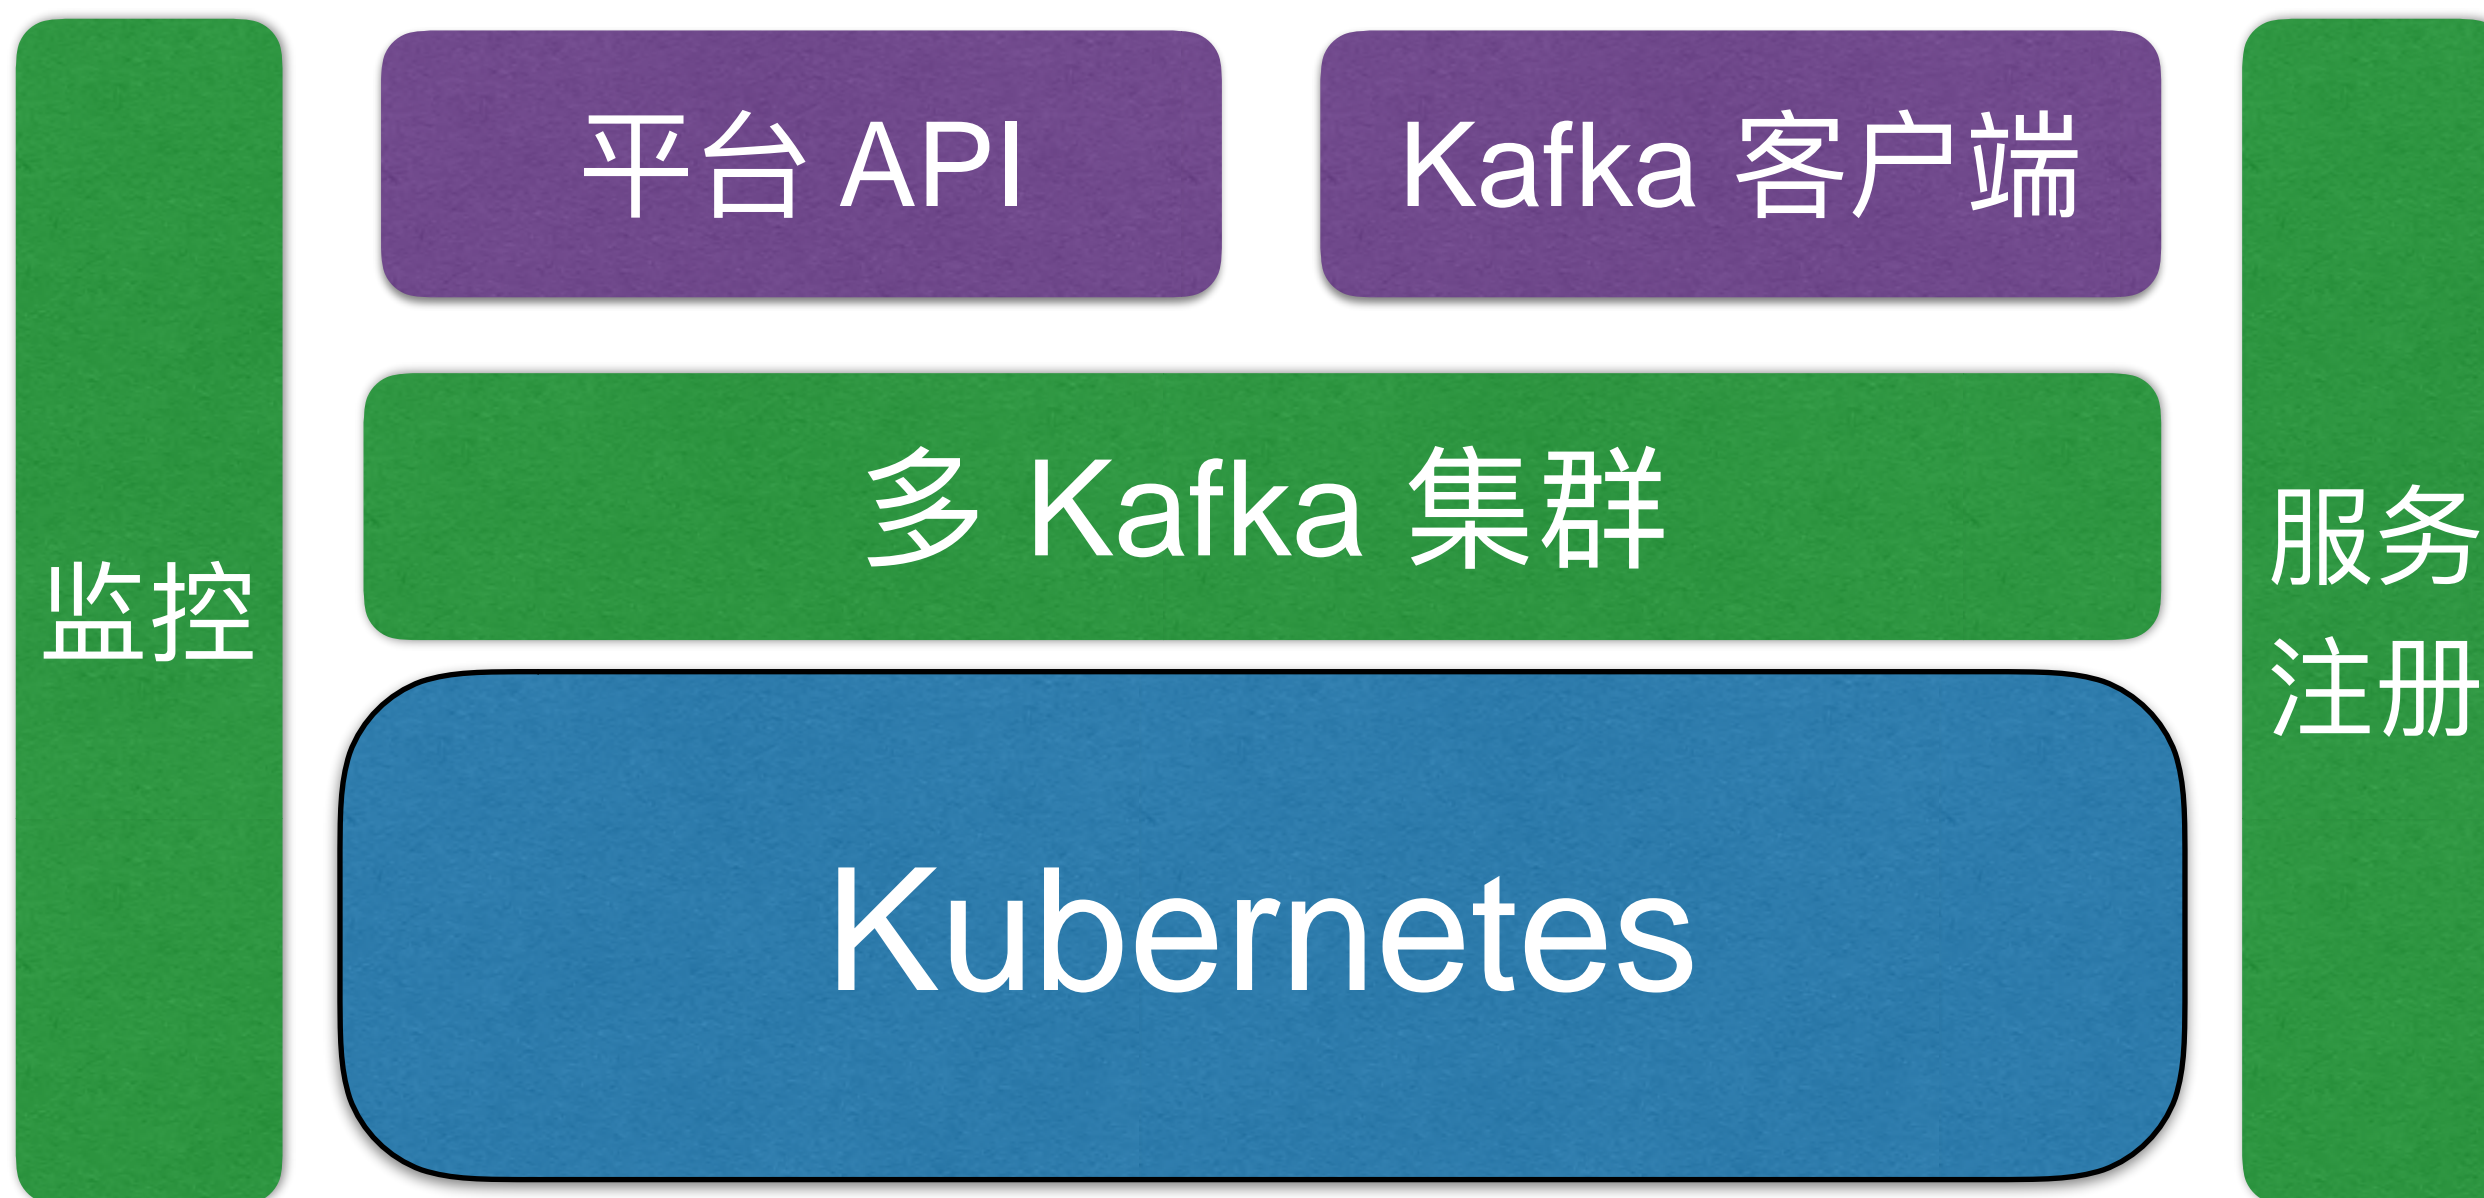 平台 API
Kafka 客户端
多 Kafka 集群
监控
服务
注册
Kubernetes